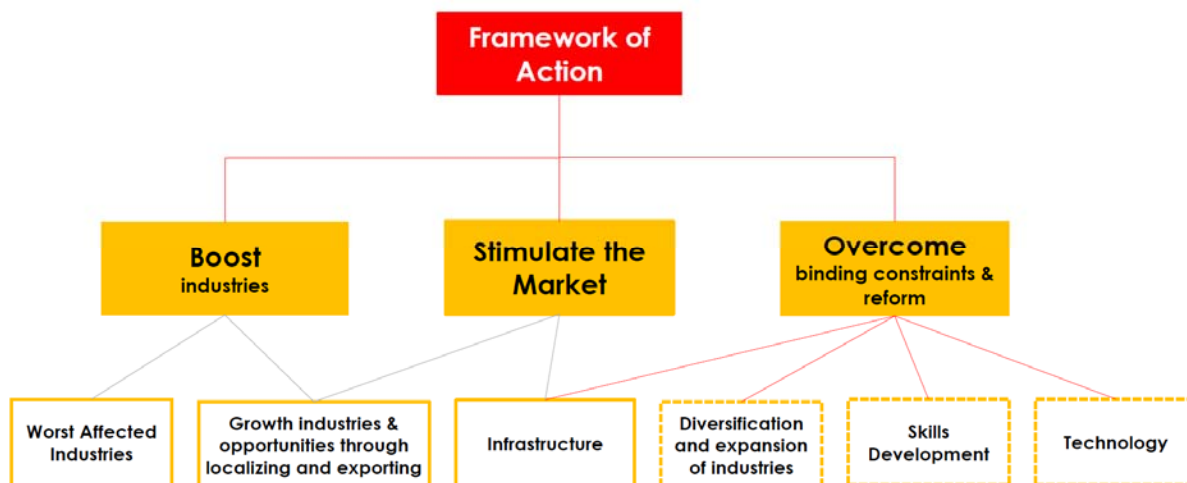 Framework of
Action
Boost
industries
Stimulate the
Market
Overcome
binding constraints &
reform
Worst Affected
Industries
Growth industries &
opportunities through
localizing and exporting
Infrastructure
Diversification
and expansion
of industries
Skills
Development
Technology